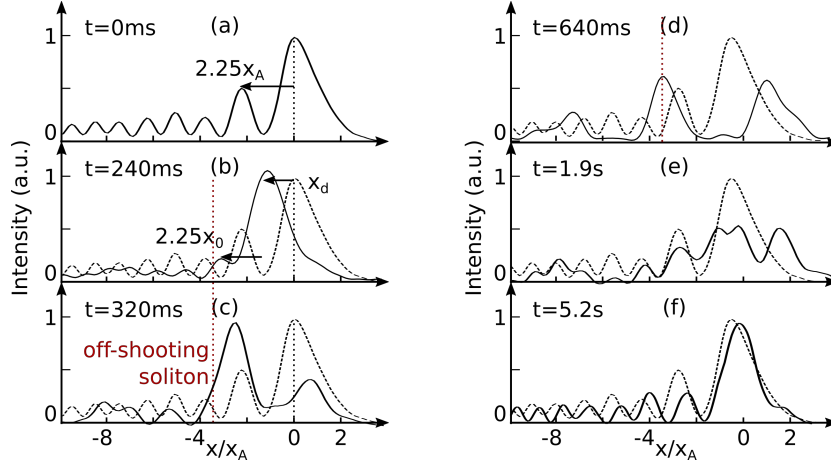 t=0ms (a)
1
2.25x_A
0
t=240ms (b)
1
x_d
2.25x_0
0
t=320ms (c)
1
off-shooting
soliton
0
-8 -4 0 2
x/x_A
Intensity (a.u.)
t=640ms (d)
1
0
t=1.9s (e)
1
0
t=5.2s (f)
1
0
-8 -4 0 2
x/x_A
Intensity (a.u.)